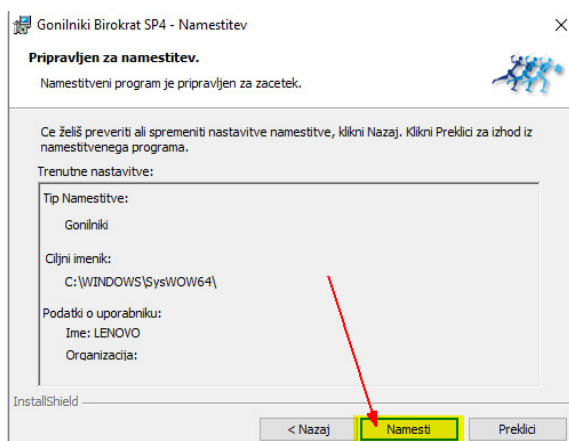 Gonilniki Birokrat SP4 - Namestitev
Pripravljen za namestitev.
Namestitveni program je pripravljen za zacetek.
Ce želiš preveriti ali spremeniti nastavitve namestitve, klikni Nazaj. Klikni Preklici za izhod iz
namestitvenega programa.
Trenutne nastavitve:
Tip Namestitve:
Gonilniki
Ciljni imenik:
C:\WINDOWS\SysWOW64\
Podatki o uporabniku:
Ime: LENOVO
Organizacija:
InstallShield
< Nazaj Namesti Preklici